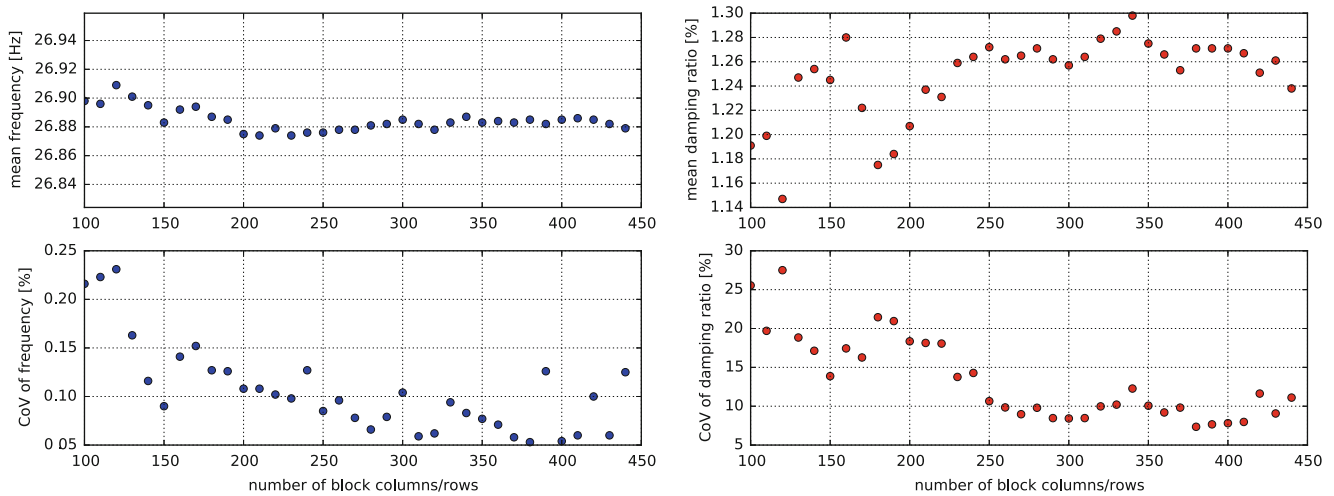 mean frequency [Hz]
26.94
26.92
26.90
26.88
26.86
26.84
100 150 200 250 300 350 400 450
mean damping ratio [%]
1.30
1.28
1.26
1.24
1.22
1.20
1.18
1.16
1.14
100 150 200 250 300 350 400 450
CoV of frequency [%]
0.25
0.20
0.15
0.10
0.05
100 150 200 250 300 350 400 450
number of block columns/rows
CoV of damping ratio [%]
30
25
20
15
10
5
100 150 200 250 300 350 400 450
number of block columns/rows